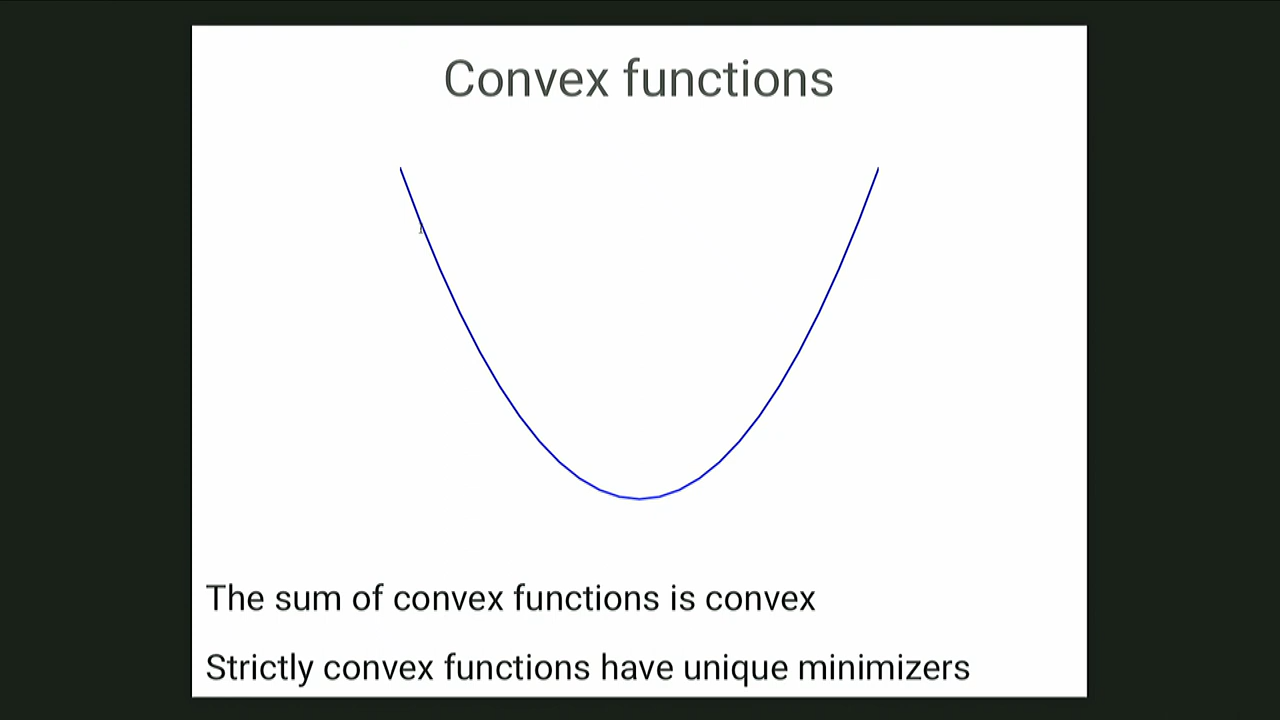 Convex functions
The sum of convex functions is convex
Strictly convex functions have unique minimizers